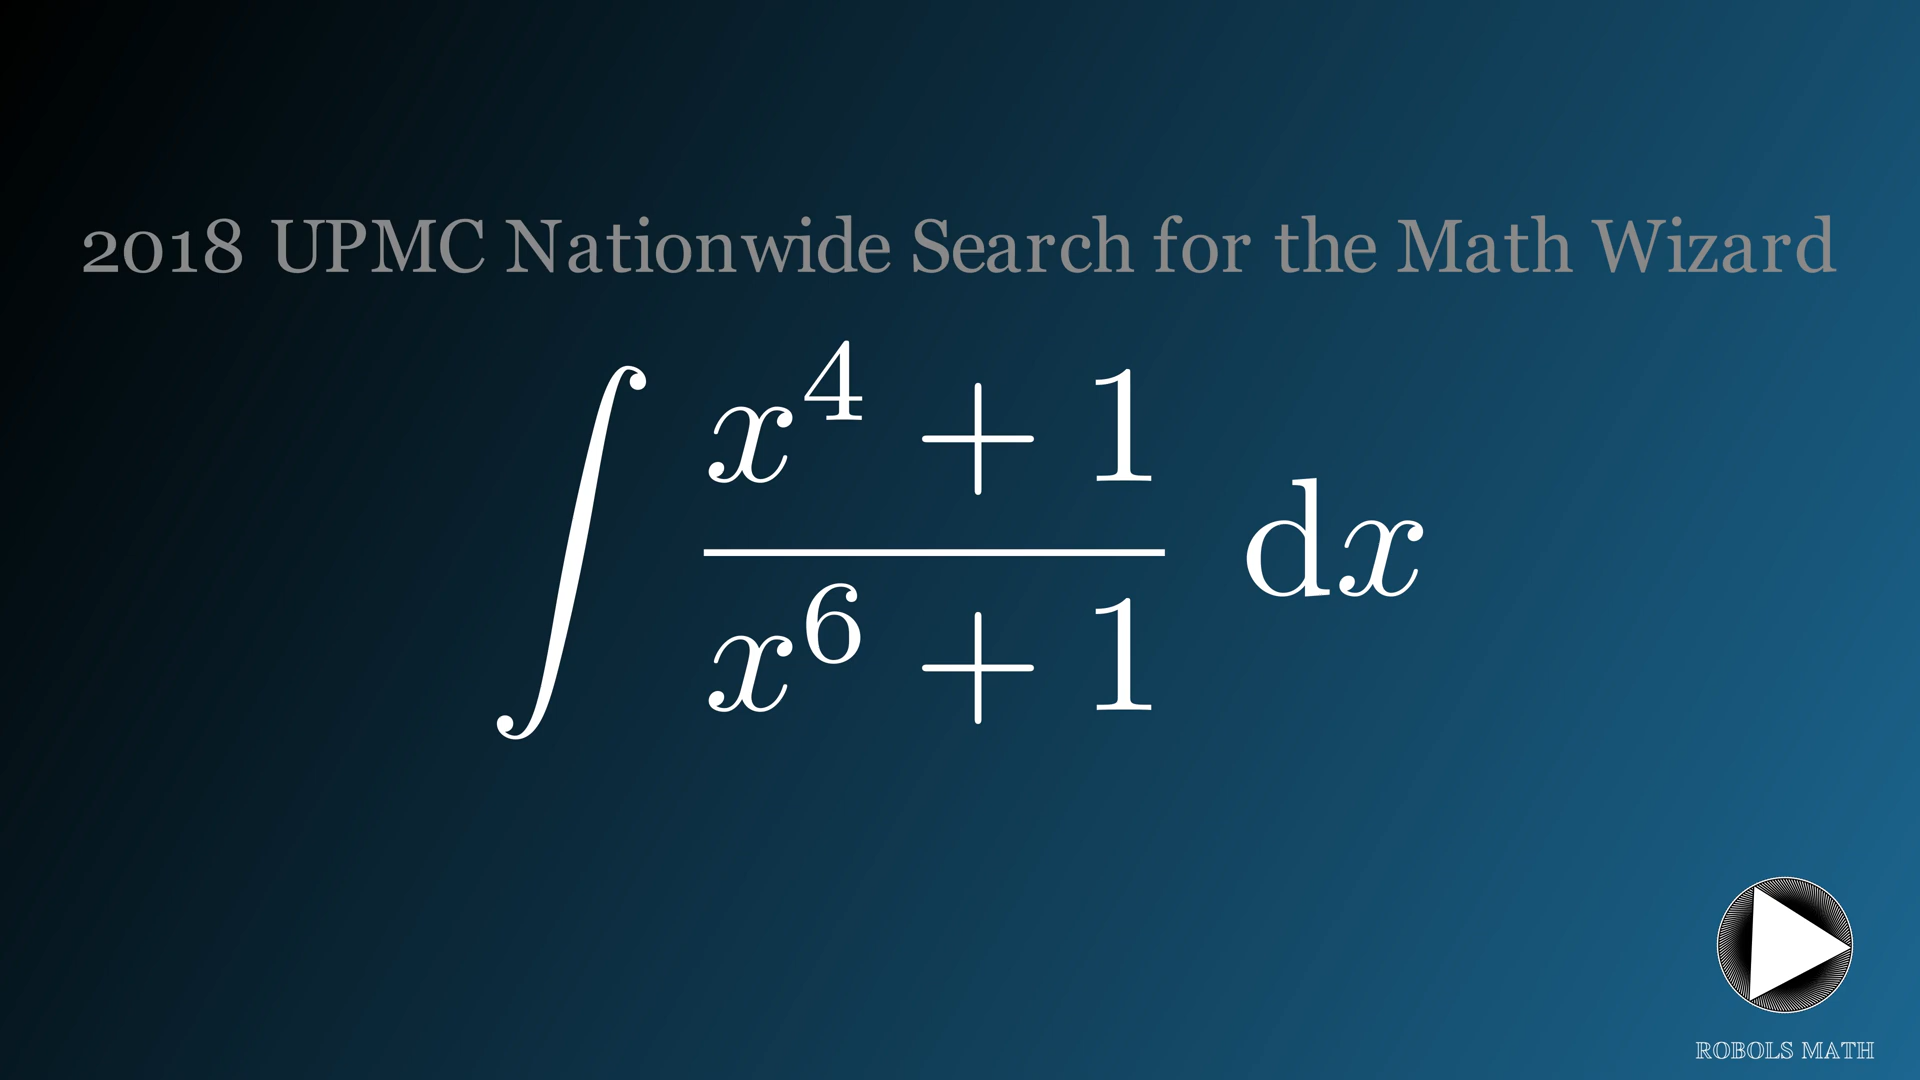 2018 UPMC Nationwide Search for the Math Wizard
∫ (x⁴ + 1)/(x⁶ + 1) dx
ROBOLS MATH